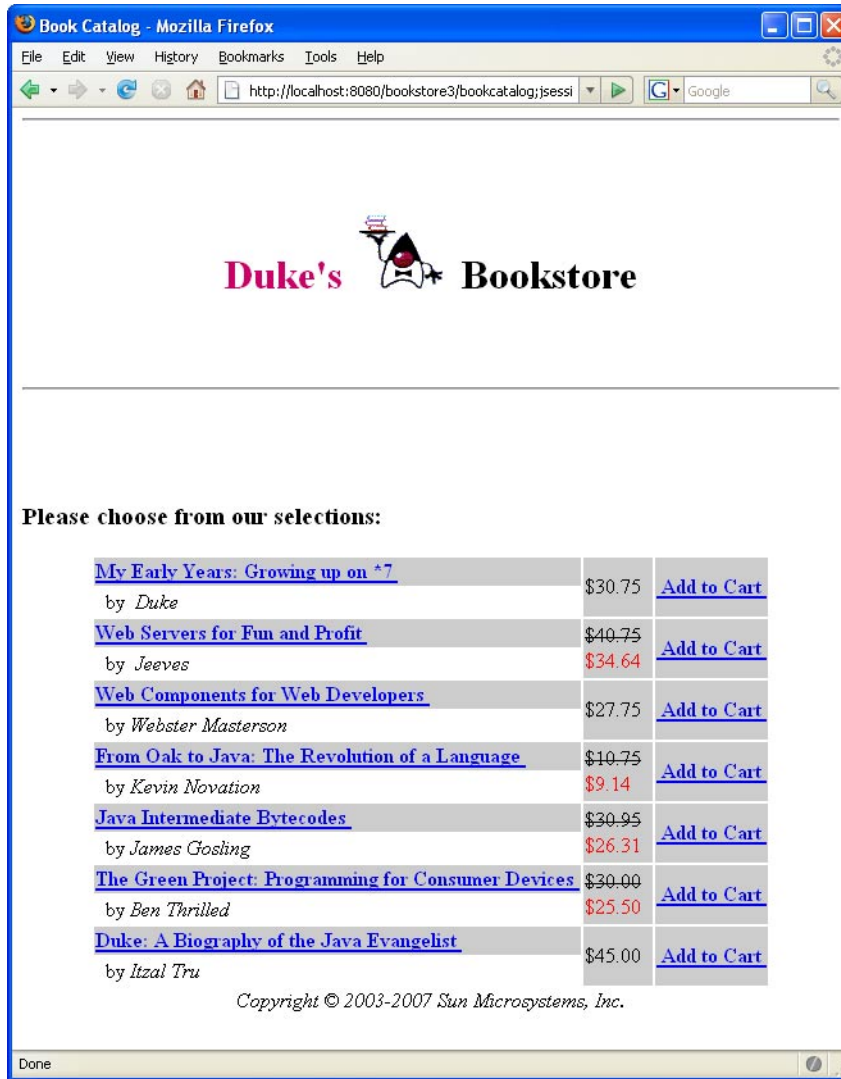 Book Catalog - Mozilla Firefox
File Edit View History Bookmarks Tools Help
http://localhost:8080/bookstore3/bookcatalog;jsessi
G Google
Duke's Bookstore
Please choose from our selections:
My Early Years: Growing up on *7
by Duke
$30.75 Add to Cart
Web Servers for Fun and Profit
by Jeeves
$40.75
$34.64
Add to Cart
Web Components for Web Developers
by Webster Masterson
$27.75 Add to Cart
From Oak to Java: The Revolution of a Language
by Kevin Novation
$10.75
$9.14
Add to Cart
Java Intermediate Bytecodes
by James Gosling
$30.95
$26.31
Add to Cart
The Green Project: Programming for Consumer Devices
by Ben Thrilled
$30.00
$25.50
Add to Cart
Duke: A Biography of the Java Evangelist
by Itzal Tru
$45.00 Add to Cart
Copyright © 2003-2007 Sun Microsystems, Inc.
Done